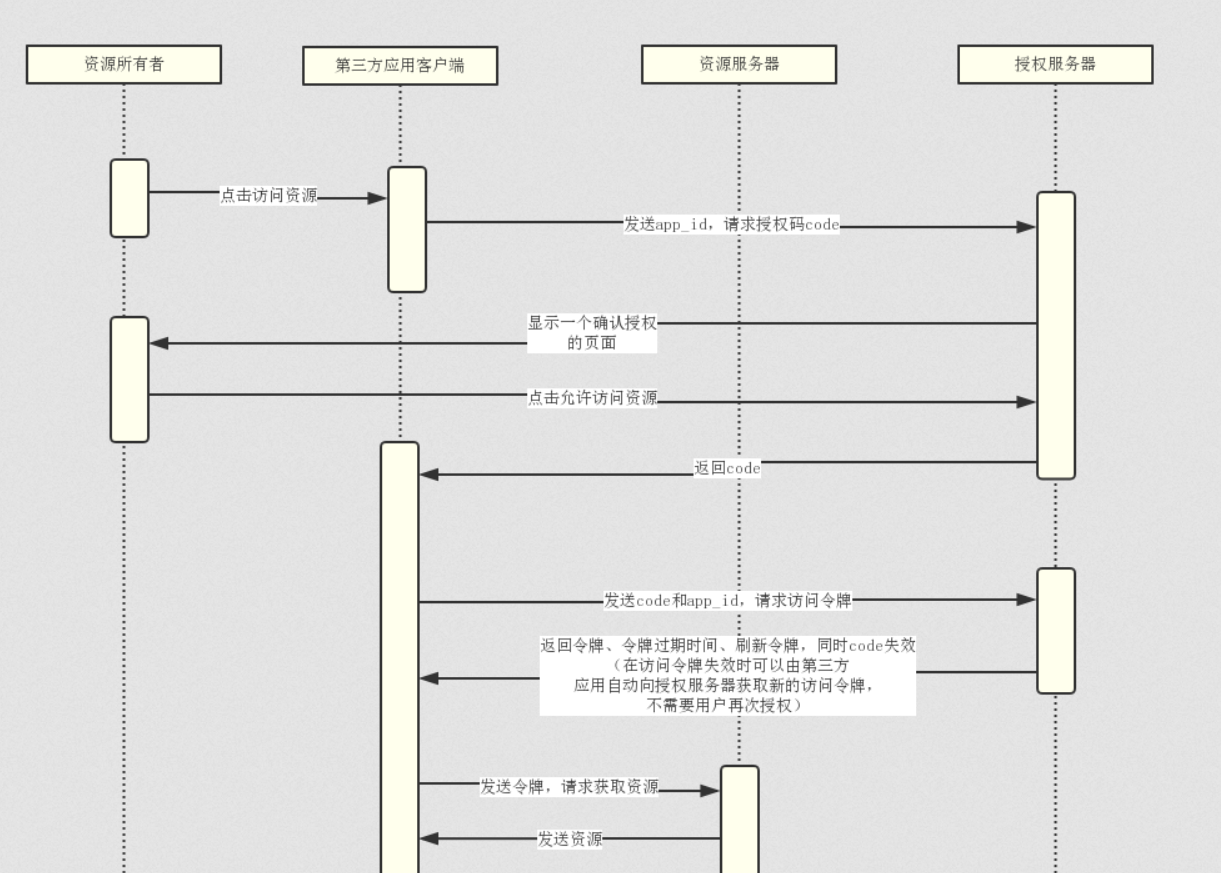 资源所有者
第三方应用客户端
资源服务器
授权服务器
点击访问资源
发送app_id，请求授权码code
显示一个确认授权
的页面
点击允许访问资源
返回code
发送code和app_id，请求访问令牌
返回令牌、令牌过期时间、刷新令牌，同时code失效
（在访问令牌失效时可以由第三方
应用自动向授权服务器获取新的访问令牌，
不需要用户再次授权）
发送令牌，请求获取资源
发送资源